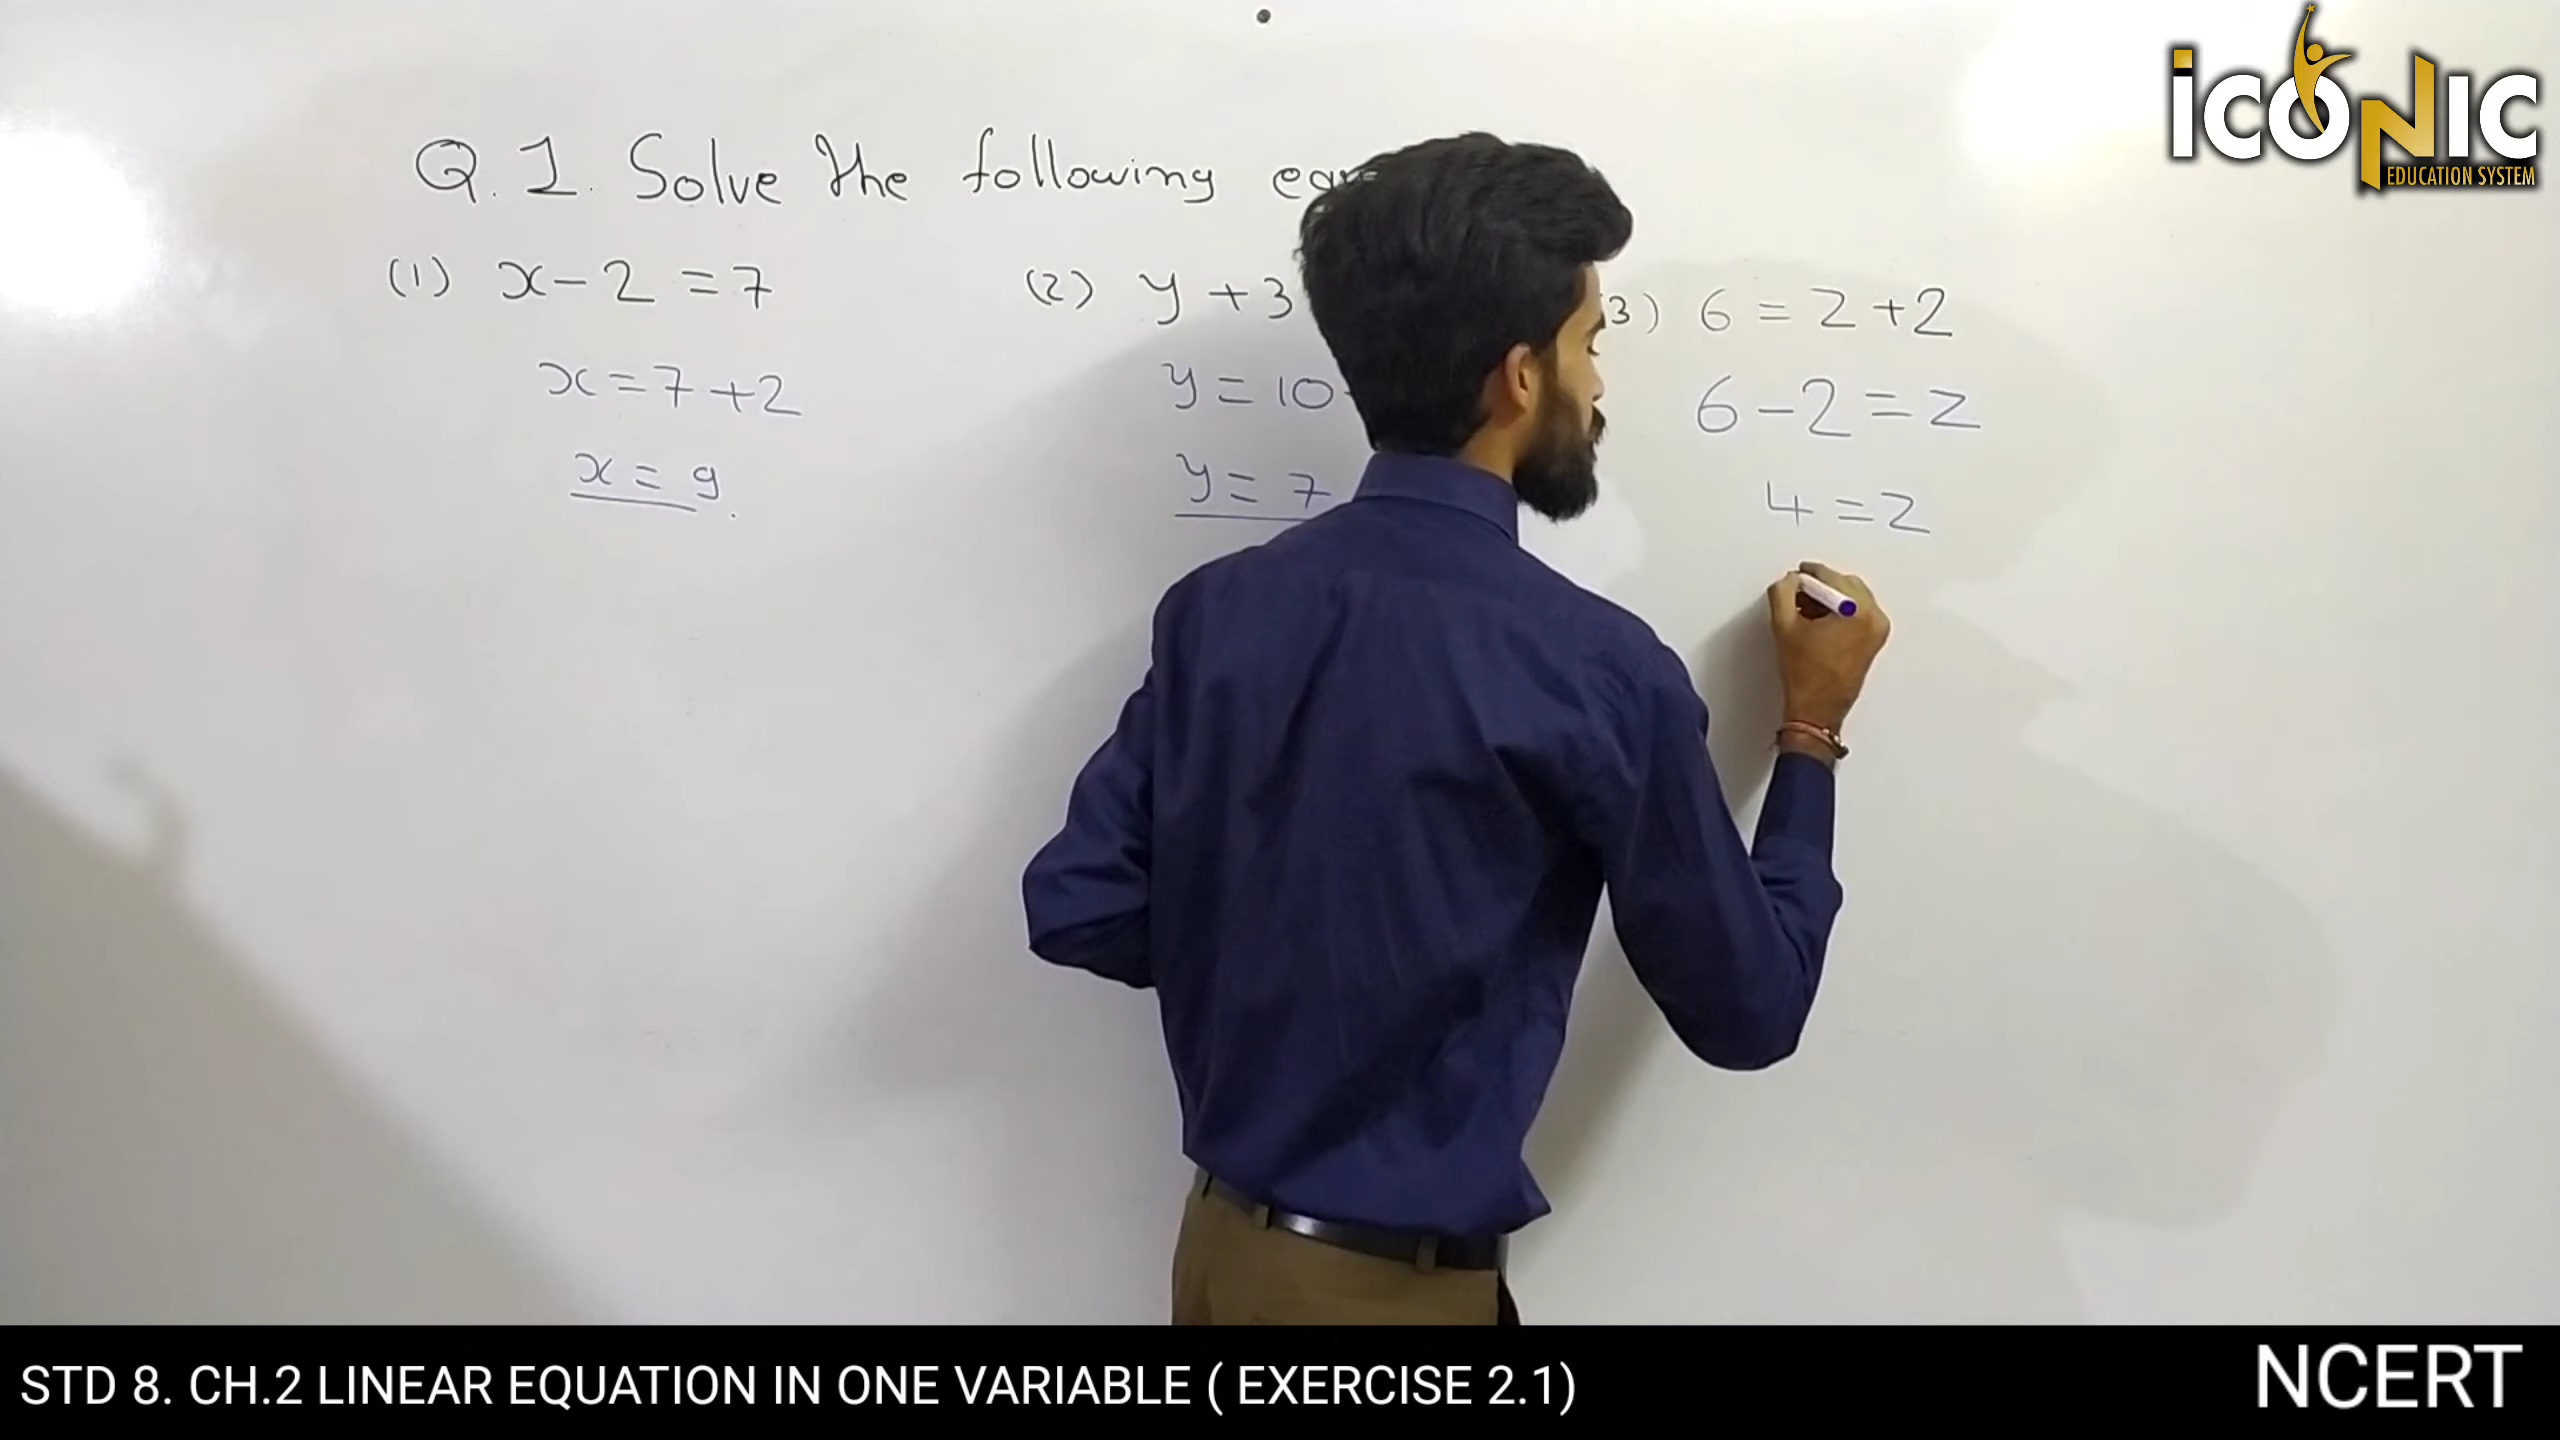 iCONIC
EDUCATION SYSTEM
Q.1. Solve the following
(1) x-2 = 7
x = 7+2
x = 9.
(2) y + 3
y = 10
y = 7
3) 6 = z+2
6-2 = z
4 = z
STD 8. CH.2 LINEAR EQUATION IN ONE VARIABLE ( EXERCISE 2.1)
NCERT